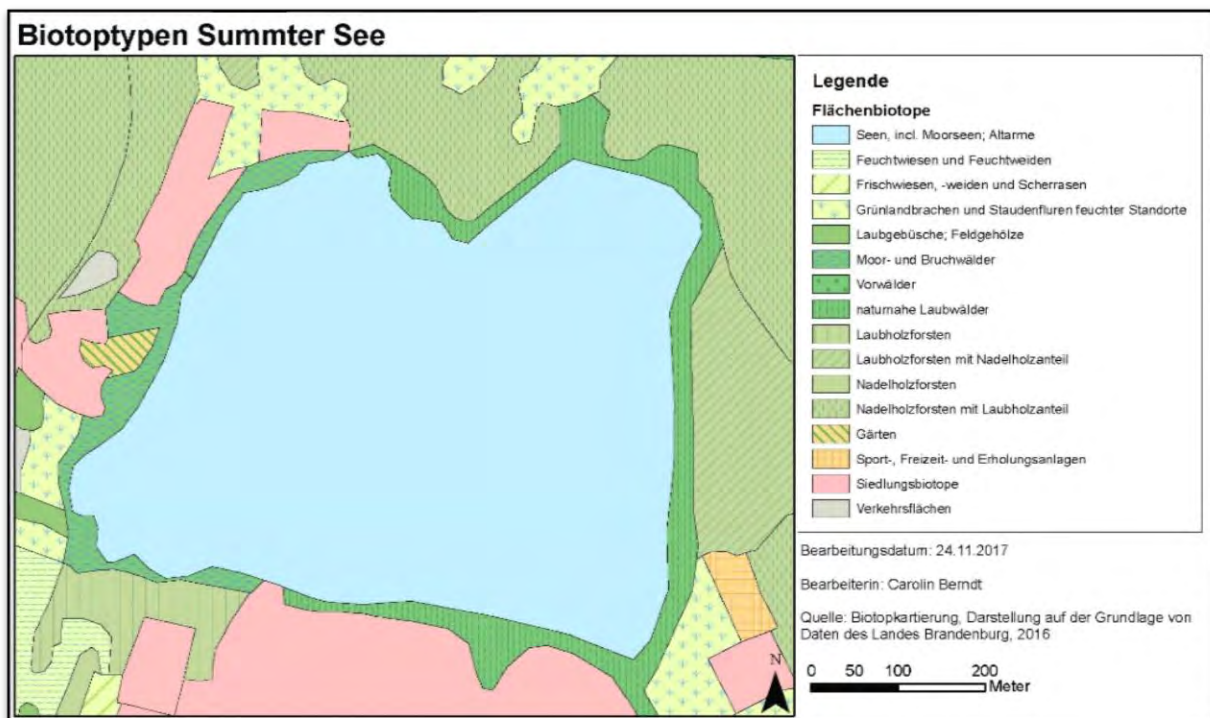 Biotoptypen Summter See
Legende
Flächenbiotope
Seen, incl. Moorseen; Altarme
Feuchtwiesen und Feuchtweiden
Frischwiesen, -weiden und Scherrasen
Grünlandbrachen und Staudenfluren feuchter Standorte
Laubgebüsche; Feldgehölze
Moor- und Bruchwälder
Vorwälder
naturnahe Laubwälder
Laubholzforsten
Laubholzforsten mit Nadelholzanteil
Nadelholzforsten
Nadelholzforsten mit Laubholzanteil
Gärten
Sport-, Freizeit- und Erholungsanlagen
Siedlungsbiotope
Verkehrsflächen
Bearbeitungsdatum: 24.11.2017
Bearbeiterin: Carolin Berndt
Quelle: Biotopkartierung, Darstellung auf der Grundlage von
Daten des Landes Brandenburg, 2016
N
0 50 100 200
Meter